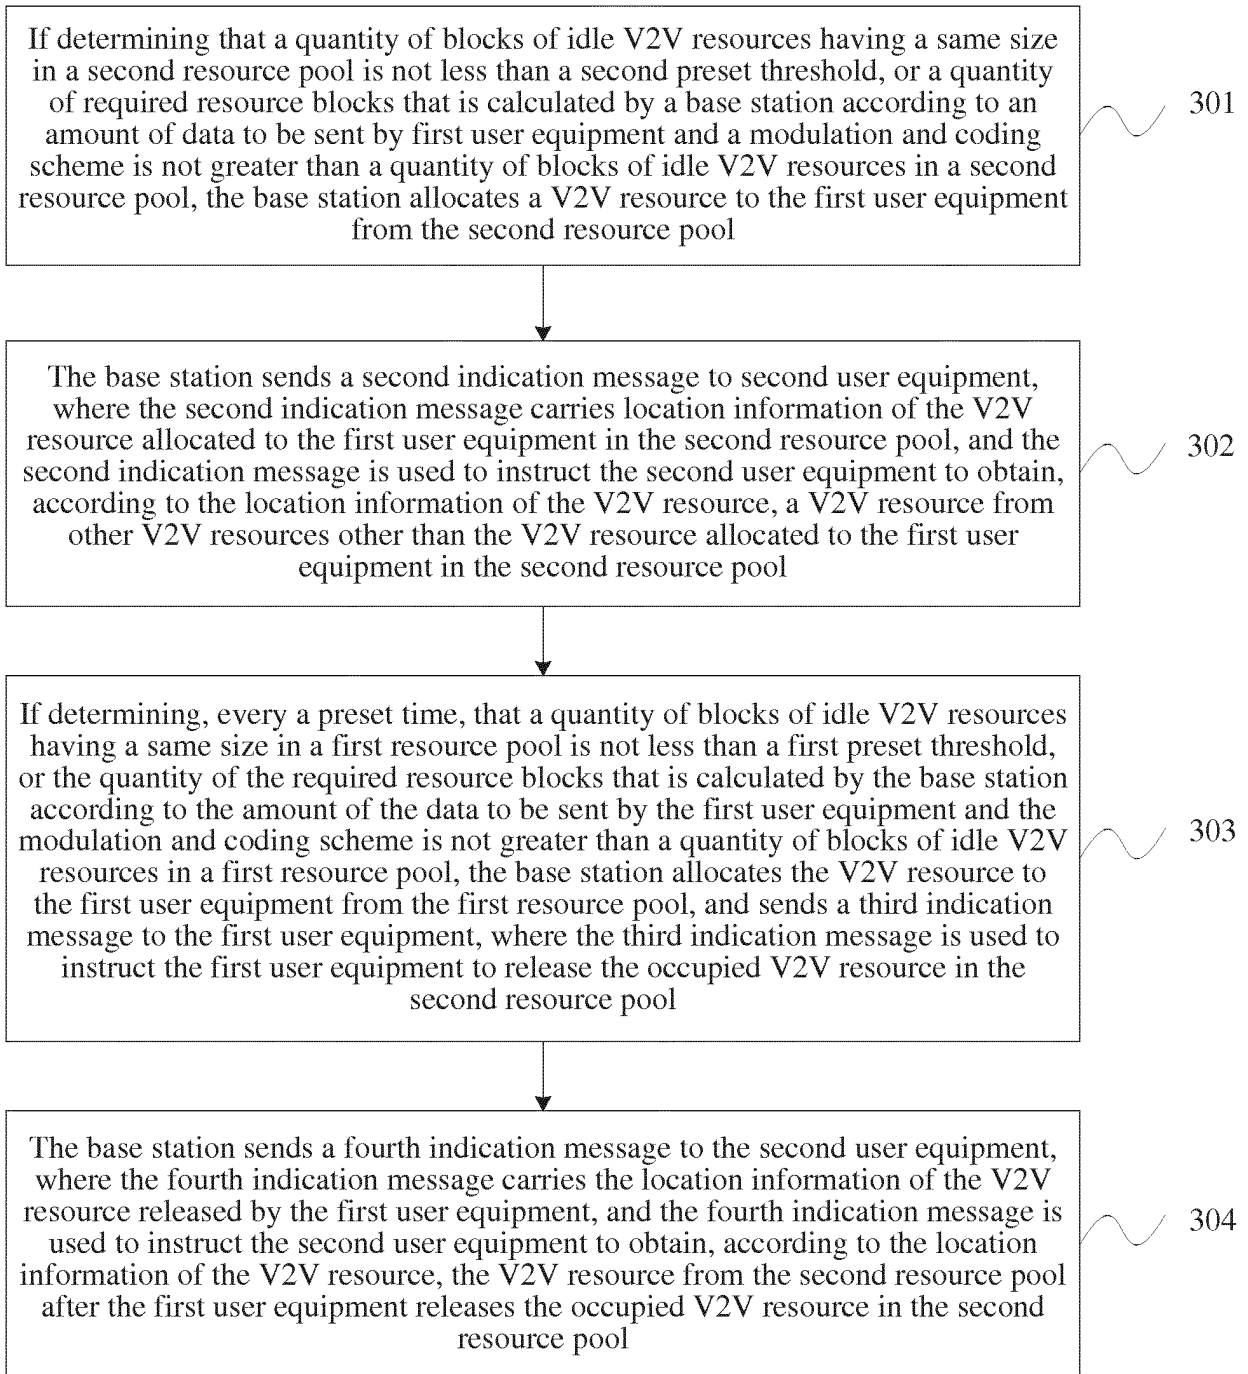 If determining that a quantity of blocks of idle V2V resources having a same size
in a second resource pool is not less than a second preset threshold, or a quantity
of required resource blocks that is calculated by a base station according to an
amount of data to be sent by first user equipment and a modulation and coding
scheme is not greater than a quantity of blocks of idle V2V resources in a second
resource pool, the base station allocates a V2V resource to the first user equipment
from the second resource pool
301
The base station sends a second indication message to second user equipment,
where the second indication message carries location information of the V2V
resource allocated to the first user equipment in the second resource pool, and the
second indication message is used to instruct the second user equipment to obtain,
according to the location information of the V2V resource, a V2V resource from
other V2V resources other than the V2V resource allocated to the first user
equipment in the second resource pool
302
If determining, every a preset time, that a quantity of blocks of idle V2V resources
having a same size in a first resource pool is not less than a first preset threshold,
or the quantity of the required resource blocks that is calculated by the base station
according to the amount of the data to be sent by the first user equipment and the
modulation and coding scheme is not greater than a quantity of blocks of idle V2V
resources in a first resource pool, the base station allocates the V2V resource to
the first user equipment from the first resource pool, and sends a third indication
message to the first user equipment, where the third indication message is used to
instruct the first user equipment to release the occupied V2V resource in the
second resource pool
303
The base station sends a fourth indication message to the second user equipment,
where the fourth indication message carries the location information of the V2V
resource released by the first user equipment, and the fourth indication message is
used to instruct the second user equipment to obtain, according to the location
information of the V2V resource, the V2V resource from the second resource pool
after the first user equipment releases the occupied V2V resource in the second
resource pool
304